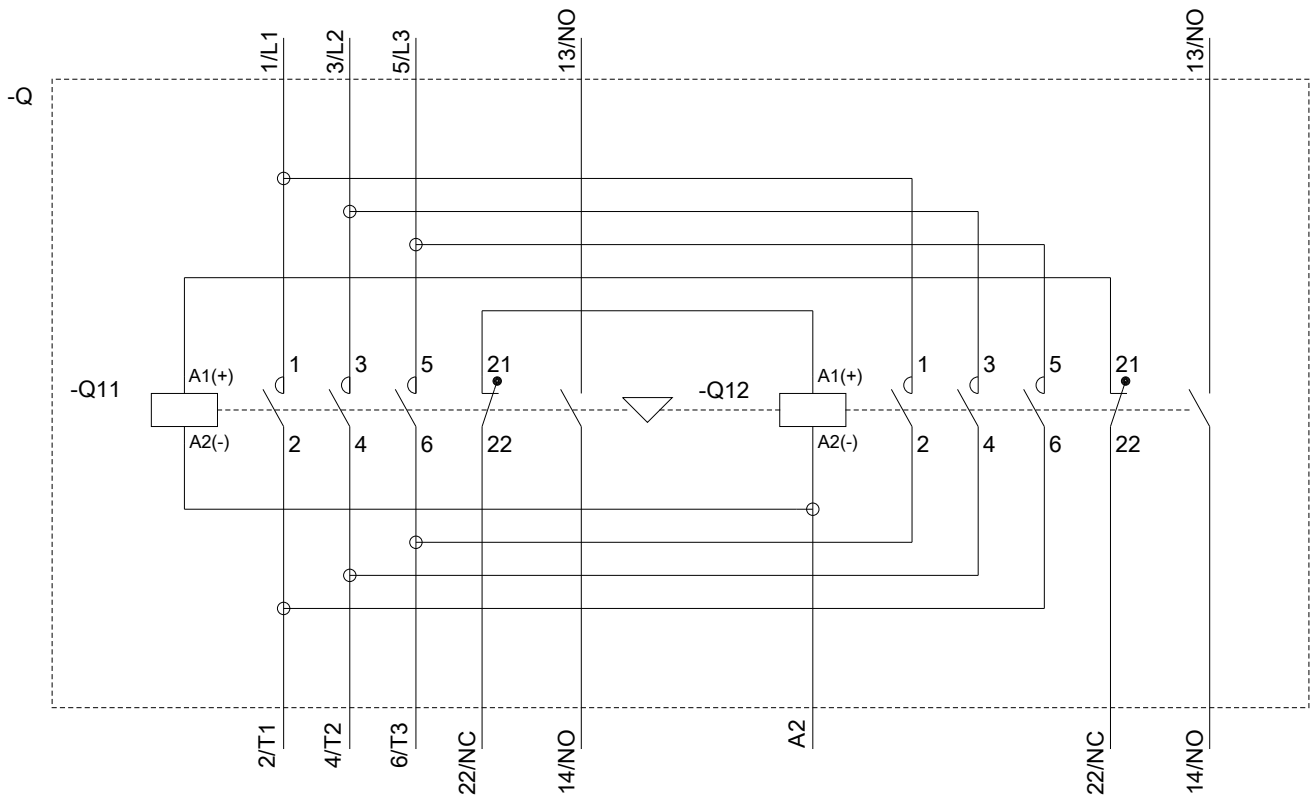 1/L1
3/L2
5/L3
13/NO
13/NO
-Q
1
3
5
21
1
3
5
21
-Q11
A1(+)
-Q12
A1(+)
A2(-)
2
4
6
22
A2(-)
2
4
6
22
2/T1
4/T2
6/T3
22/NC
14/NO
A2
22/NC
14/NO